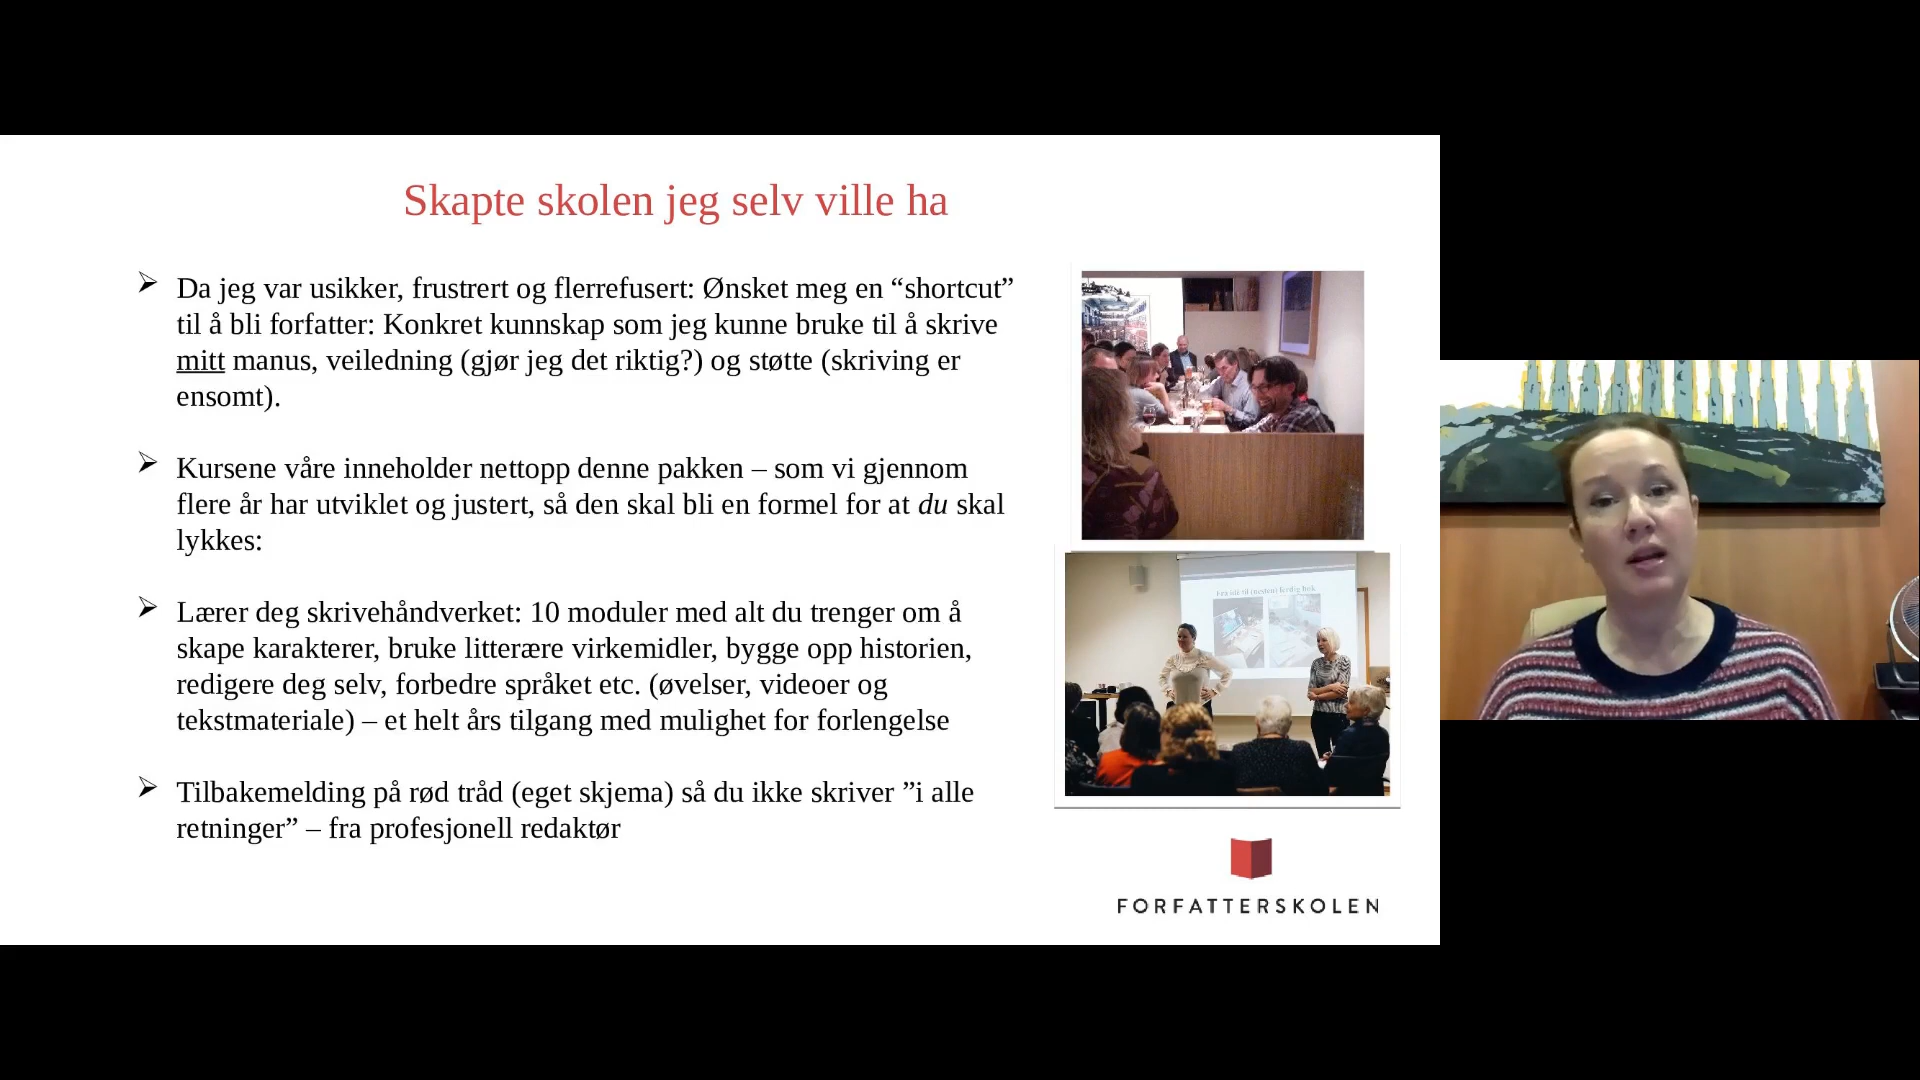 Skapte skolen jeg selv ville ha
Da jeg var usikker, frustrert og flerrefusert: Ønsket meg en “shortcut”
til å bli forfatter: Konkret kunnskap som jeg kunne bruke til å skrive
mitt manus, veiledning (gjør jeg det riktig?) og støtte (skriving er
ensomt).
Kursene våre inneholder nettopp denne pakken – som vi gjennom
flere år har utviklet og justert, så den skal bli en formel for at du skal
lykkes:
Lærer deg skrivehåndverket: 10 moduler med alt du trenger om å
skape karakterer, bruke litterære virkemidler, bygge opp historien,
redigere deg selv, forbedre språket etc. (øvelser, videoer og
tekstmateriale) – et helt års tilgang med mulighet for forlengelse
Tilbakemelding på rød tråd (eget skjema) så du ikke skriver ”i alle
retninger” – fra profesjonell redaktør
Fra idé til (nesten) ferdig bok
FORFATTERSKOLEN